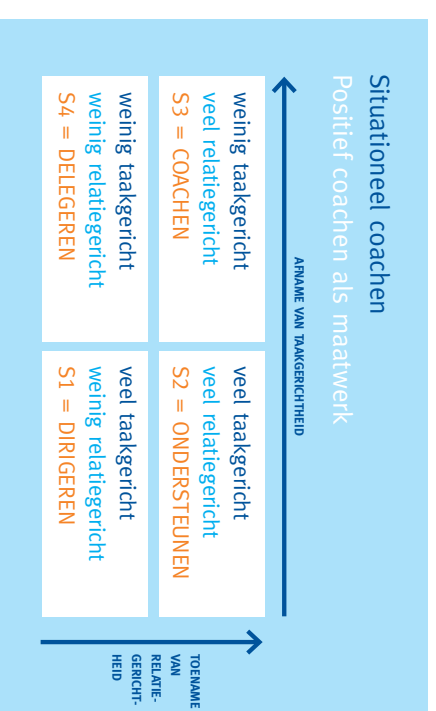 Situationeel coachen
Positief coachen als maatwerk
AFNAME VAN TAAKGERICHTHEID
weinig taakgericht
veel relatiegericht
S3 = COACHEN
veel taakgericht
veel relatiegericht
S2 = ONDERSTEUNEN
weinig taakgericht
weinig relatiegericht
S4 = DELEGEREN
veel taakgericht
weinig relatiegericht
S1 = DIRIGEREN
TOENAME
VAN
RELATIE-
GERICHT-
HEID